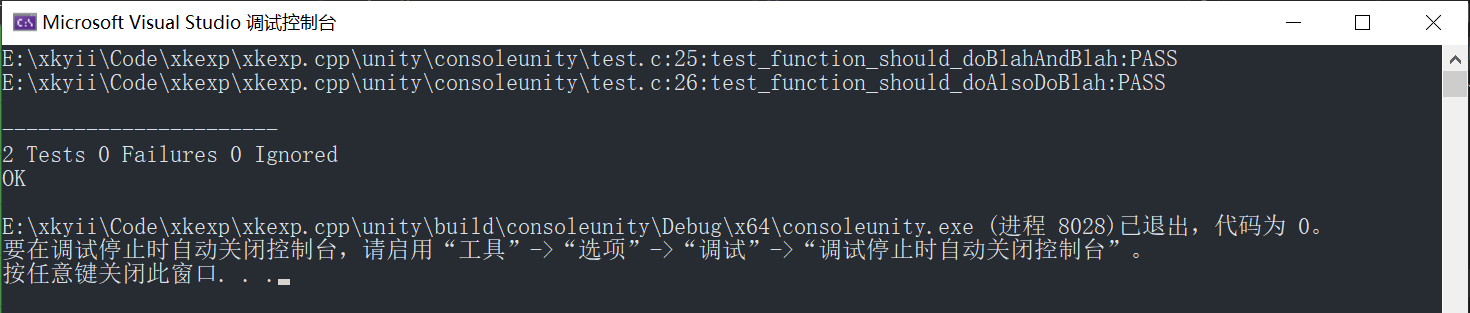 Microsoft Visual Studio 调试控制台
E:\xkyii\Code\xkexp\xkexp.cpp\unity\consoleunity\test.c:25:test_function_should_doBlahAndBlah:PASS
E:\xkyii\Code\xkexp\xkexp.cpp\unity\consoleunity\test.c:26:test_function_should_doAlsoDoBlah:PASS
-----------------------
2 Tests 0 Failures 0 Ignored
OK
E:\xkyii\Code\xkexp\xkexp.cpp\unity\build\consoleunity\Debug\x64\consoleunity.exe (进程 8028)已退出，代码为 0。
要在调试停止时自动关闭控制台，请启用“工具”->“选项”->“调试”->“调试停止时自动关闭控制台”。
按任意键关闭此窗口. . .